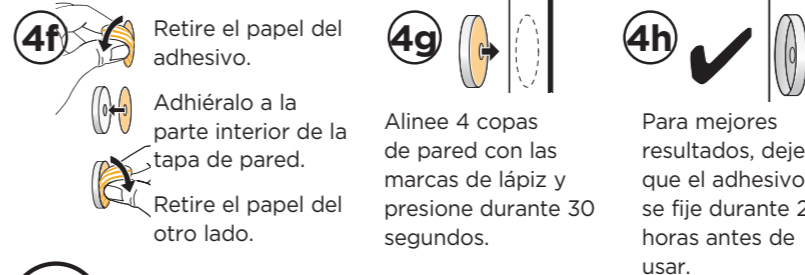 4f
Retire el papel del
adhesivo.
Adhiéralo a la
parte interior de la
tapa de pared.
Retire el papel del
otro lado.
4g
Alinee 4 copas
de pared con las
marcas de lápiz y
presione durante 30
segundos.
4h
Para mejores
resultados, deje
que el adhesivo
se fije durante
horas antes de
usar.